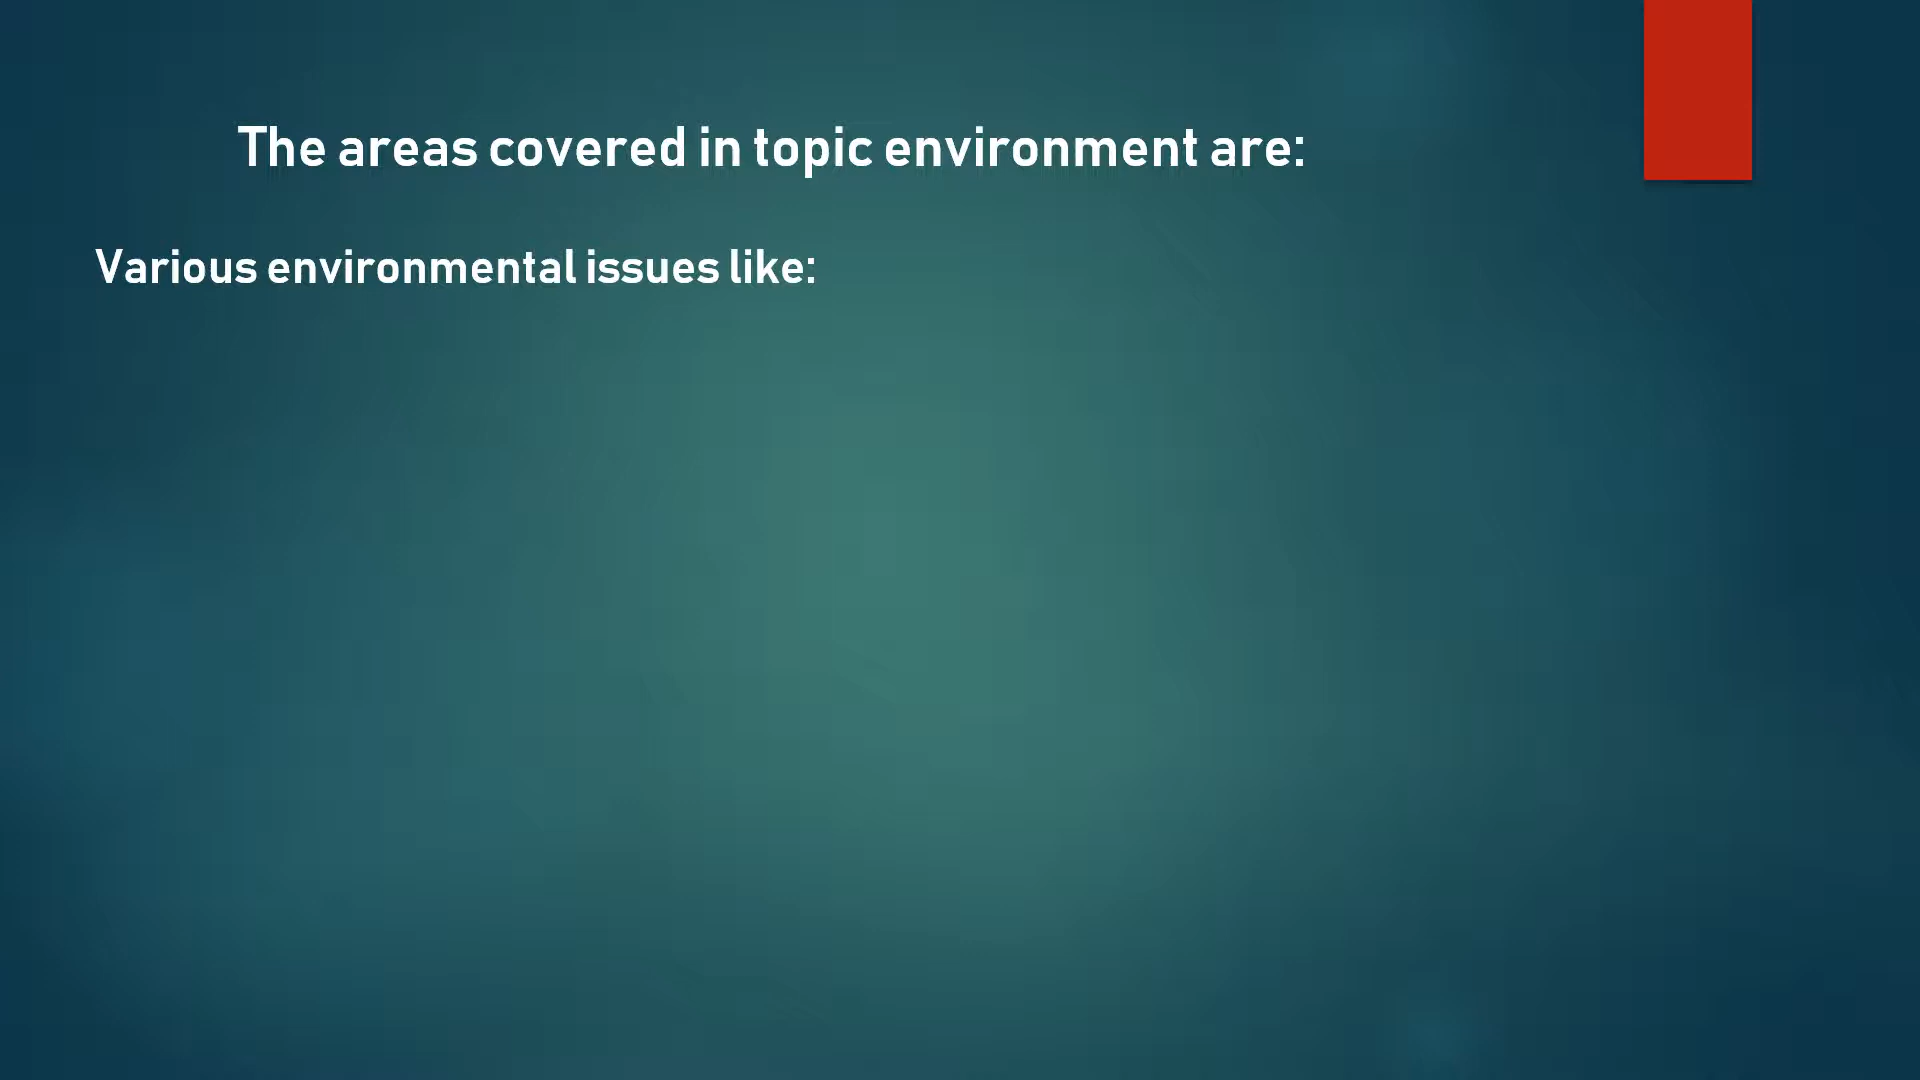 The areas covered in topic environment are:
Various environmental issues like: